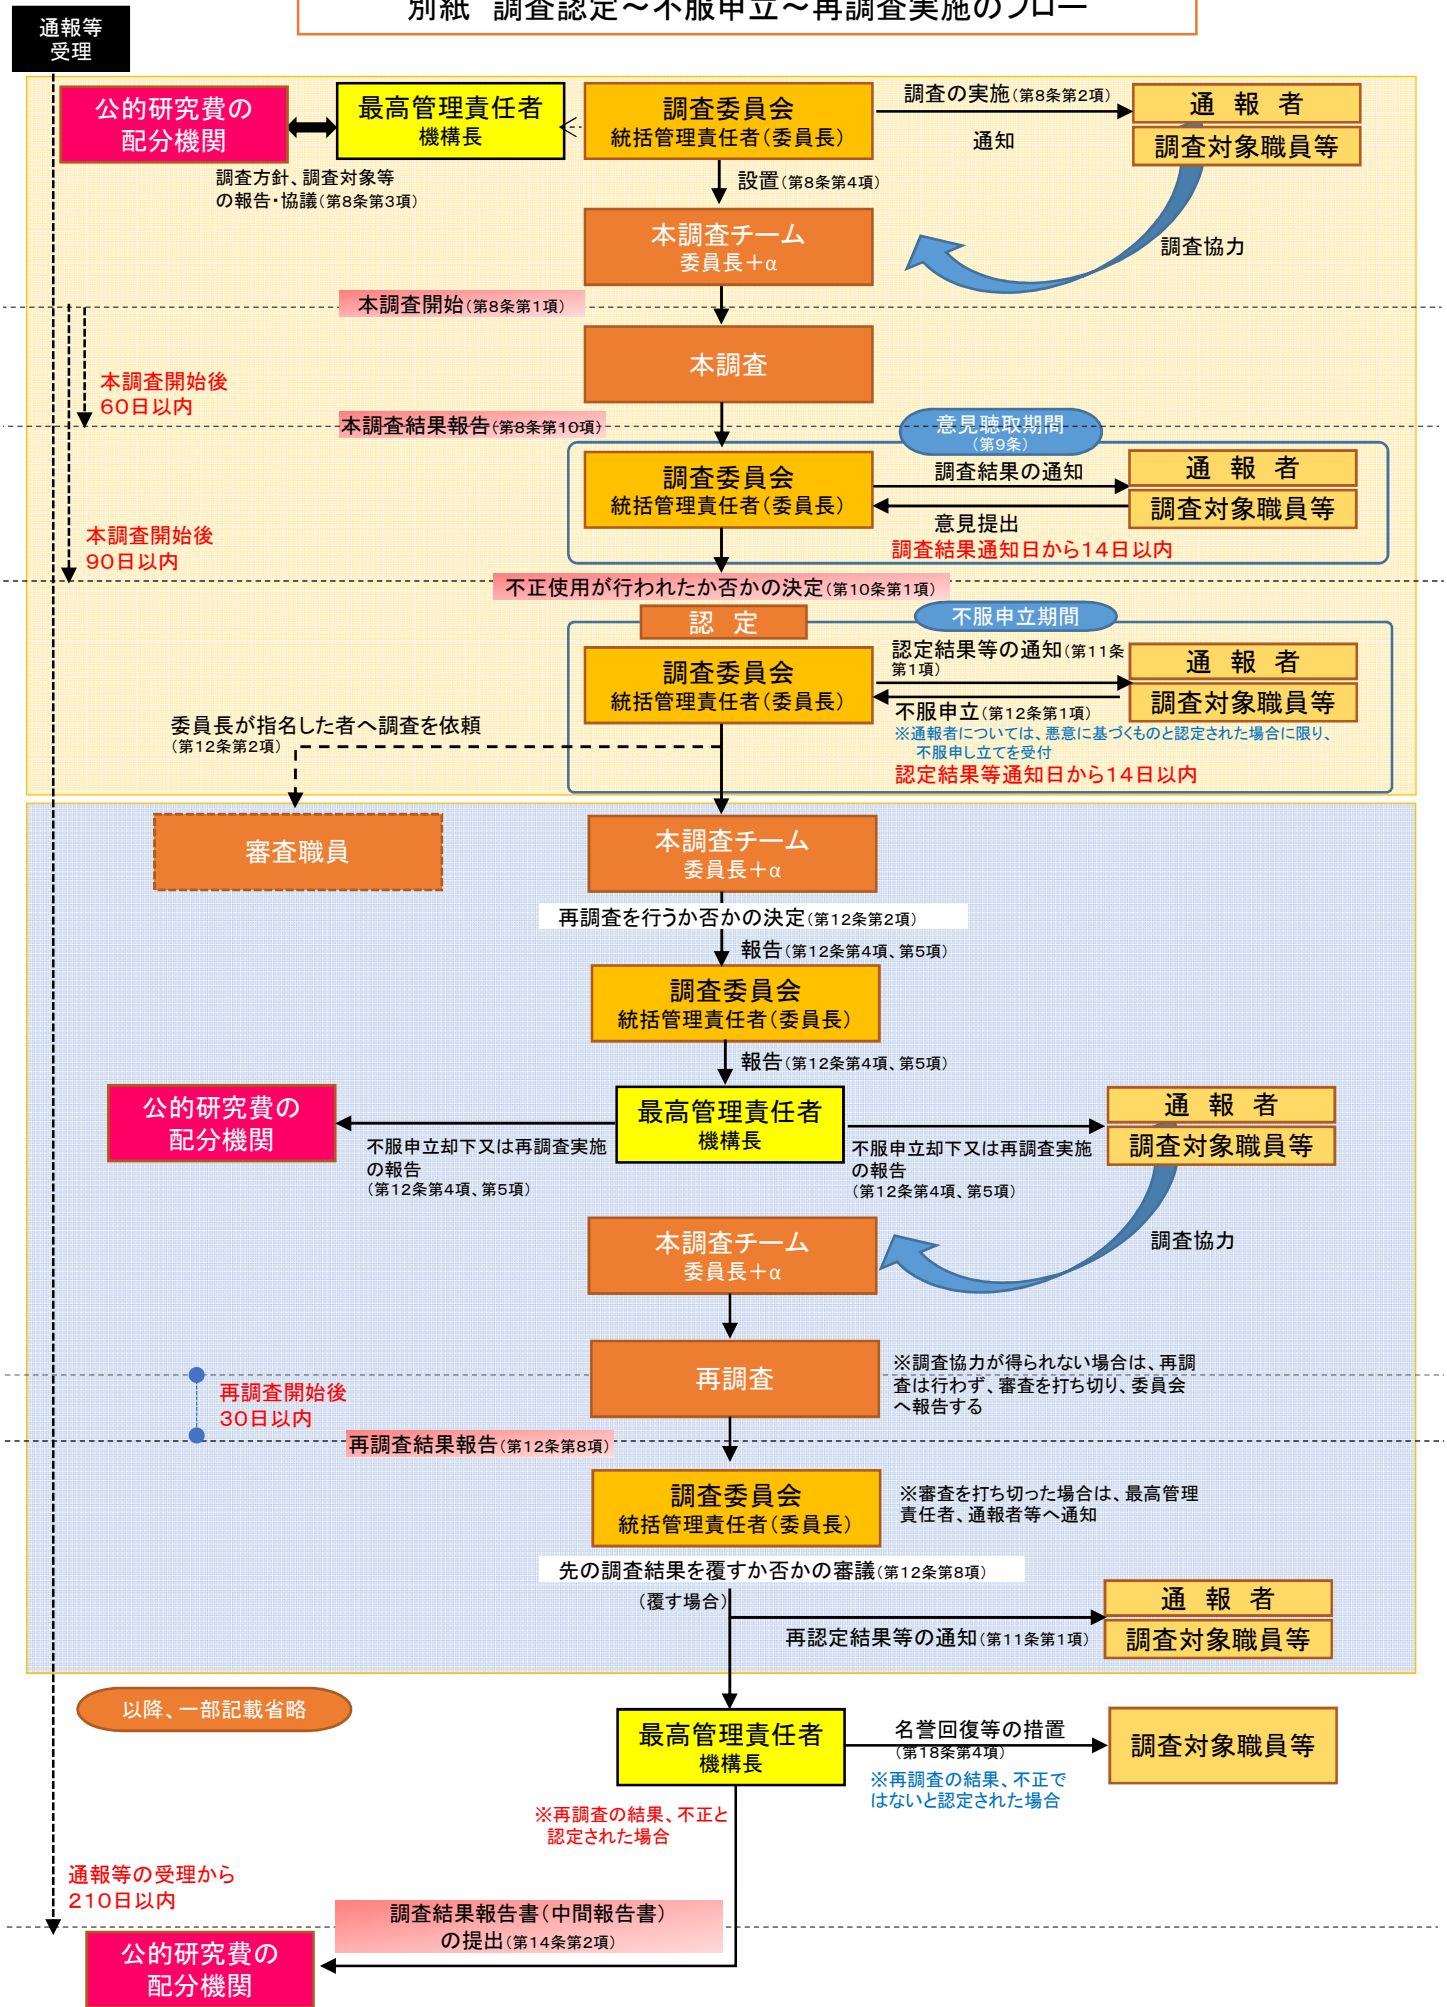 別紙 調査認定～不服申立～再調査実施のフロー
通報等
受理
公的研究費の
配分機関
最高管理責任者
機構長
調査委員会
統括管理責任者(委員長)
調査の実施(第8条第2項)
通知
通 報 者
調査対象職員等
調査方針、調査対象等
の報告・協議(第8条第3項)
設置(第8条第4項)
本調査チーム
委員長＋α
調査協力
本調査開始(第8条第1項)
本調査
本調査開始後
60日以内
本調査結果報告(第8条第10項)
意見聴取期間
(第9条)
調査委員会
統括管理責任者(委員長)
調査結果の通知
通 報 者
調査対象職員等
意見提出
調査結果通知日から14日以内
本調査開始後
90日以内
不正使用が行われたか否かの決定(第10条第1項)
認 定
不服申立期間
調査委員会
統括管理責任者(委員長)
認定結果等の通知(第11条
第1項)
通 報 者
調査対象職員等
不服申立(第12条第1項)
※通報者については、悪意に基づくものと認定された場合に限り、
不服申し立てを受付
認定結果等通知日から14日以内
委員長が指名した者へ調査を依頼
(第12条第2項)
審査職員
本調査チーム
委員長＋α
再調査を行うか否かの決定(第12条第2項)
報告(第12条第4項、第5項)
調査委員会
統括管理責任者(委員長)
報告(第12条第4項、第5項)
公的研究費の
配分機関
最高管理責任者
機構長
通 報 者
調査対象職員等
不服申立却下又は再調査実施
の報告
(第12条第4項、第5項)
不服申立却下又は再調査実施
の報告
(第12条第4項、第5項)
本調査チーム
委員長＋α
調査協力
再調査
※調査協力が得られない場合は、再調
査は行わず、審査を打ち切り、委員会
へ報告する
再調査開始後
30日以内
再調査結果報告(第12条第8項)
調査委員会
統括管理責任者(委員長)
※審査を打ち切った場合は、最高管理
責任者、通報者等へ通知
先の調査結果を覆すか否かの審議(第12条第8項)
(覆す場合)
通 報 者
調査対象職員等
再認定結果等の通知(第11条第1項)
以降、一部記載省略
最高管理責任者
機構長
名誉回復等の措置
(第18条第4項)
調査対象職員等
※再調査の結果、不正で
はないと認定された場合
※再調査の結果、不正と
認定された場合
通報等の受理から
210日以内
調査結果報告書(中間報告書)
の提出(第14条第2項)
公的研究費の
配分機関